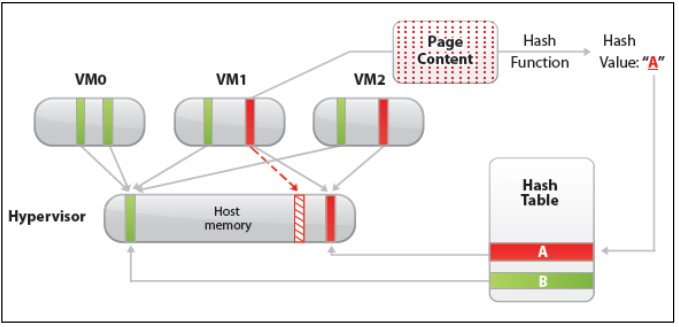 Page
Content
Hash
Function
Hash
Value: "A"
VM0
VM1
VM2
Hypervisor
Host
memory
Hash
Table
A
B